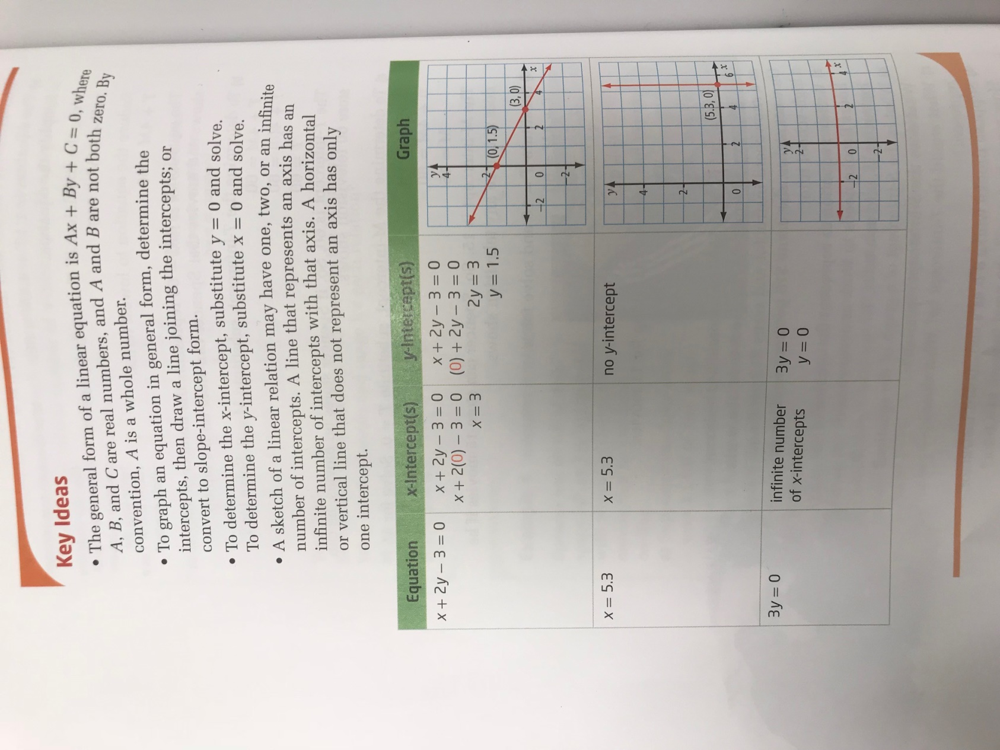 Key Ideas
• The general form of a linear equation is Ax + By + C = 0, where
A, B, and C are real numbers, and A and B are not both zero. By
convention, A is a whole number.
• To graph an equation in general form, determine the
intercepts, then draw a line joining the intercepts; or
convert to slope-intercept form.
• To determine the x-intercept, substitute y = 0 and solve.
To determine the y-intercept, substitute x = 0 and solve.
• A sketch of a linear relation may have one, two, or an infinite
number of intercepts. A line that represents an axis has an
infinite number of intercepts with that axis. A horizontal
or vertical line that does not represent an axis has only
one intercept.
Equation x-Intercept(s) y-Intercept(s) Graph
x + 2y − 3 = 0 x + 2y − 3 = 0 x + 2y − 3 = 0
x + 2(0) − 3 = 0 (0) + 2y − 3 = 0
x = 3 2y = 3
y = 1.5
y
4
2
(0, 1.5)
(3, 0)
−2 0 2 4 x
−2
x = 5.3 x = 5.3 no y-intercept
y
4
2
(5.3, 0)
0 2 4 6 x
3y = 0 infinite number 3y = 0
of x-intercepts y = 0
y
2
−2 0 2 4 x
−2